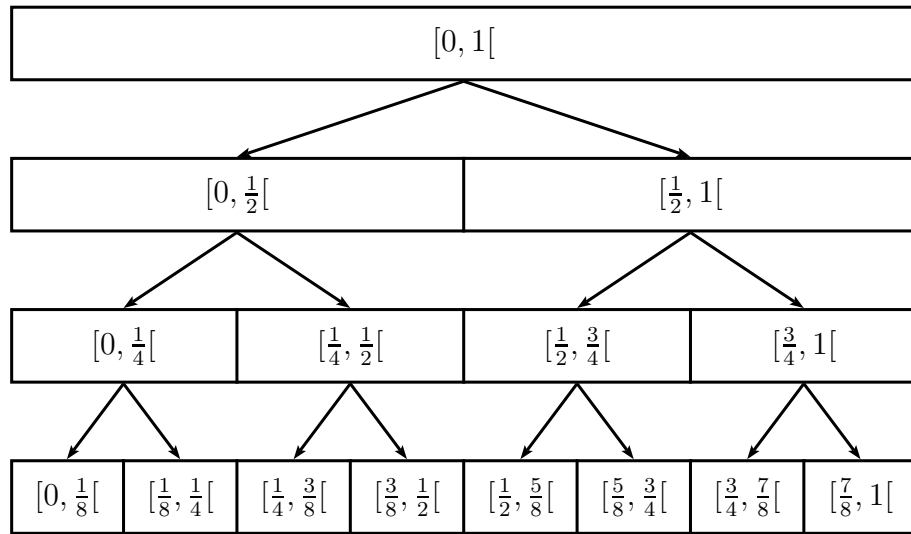 [0, 1[
[0, 1/2[ [1/2, 1[
[0, 1/4[ [1/4, 1/2[ [1/2, 3/4[ [3/4, 1[
[0, 1/8[ [1/8, 1/4[ [1/4, 3/8[ [3/8, 1/2[ [1/2, 5/8[ [5/8, 3/4[ [3/4, 7/8[ [7/8, 1[